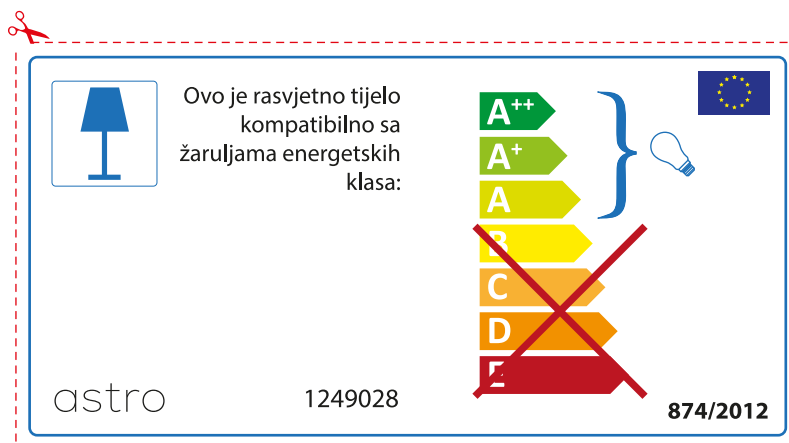 Ovo je rasvjetno tijelo
kompatibilno sa
žaruljama energetskih
klasa:
A++
A+
A
B
C
D
E
astro
1249028
874/2012